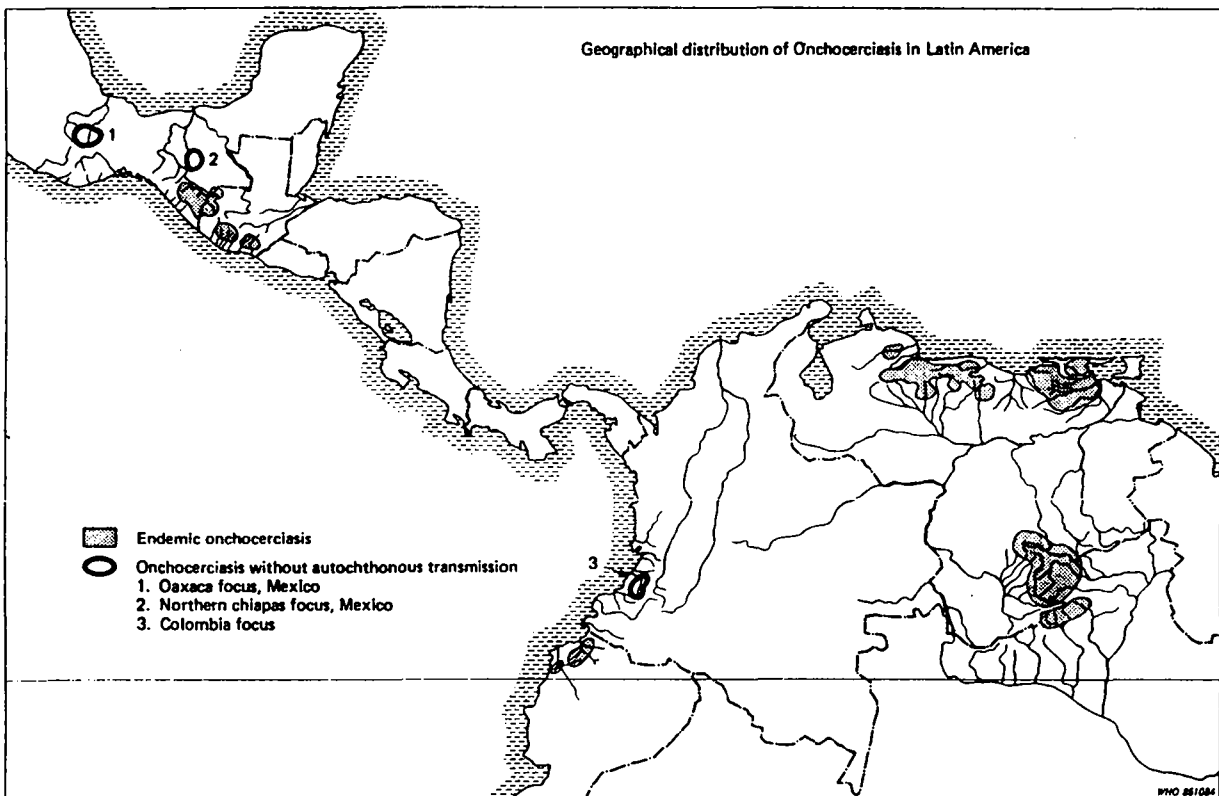 Geographical distribution of Onchocerciasis in Latin America
1
2
3
Endemic onchocerciasis
Onchocerciasis without autochthonous transmission
1. Oaxaca focus, Mexico
2. Northern chiapas focus, Mexico
3. Colombia focus
WHO 851084